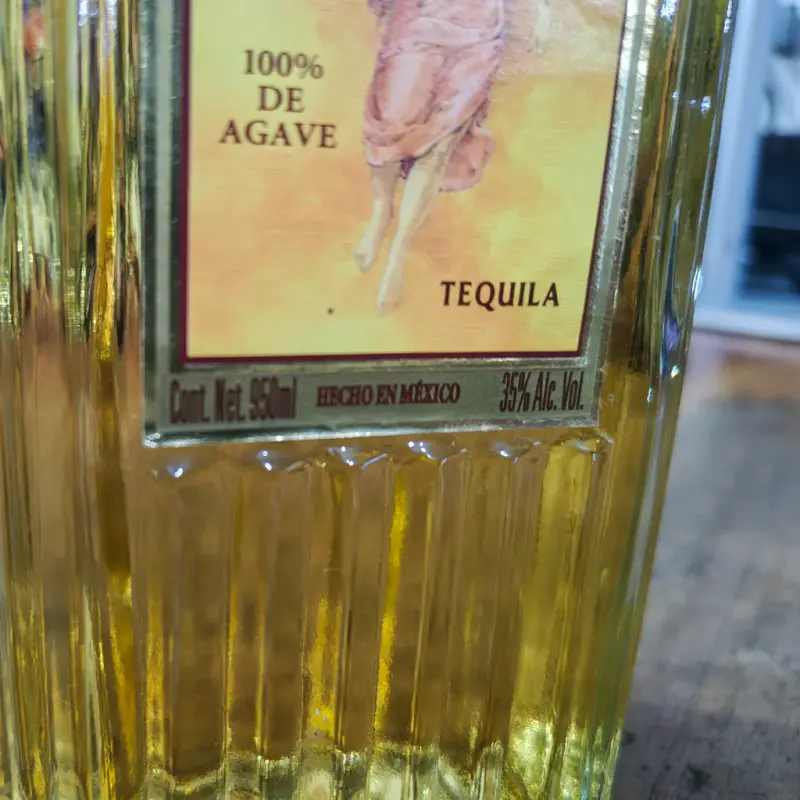 100%
DE
AGAVE
TEQUILA
Cont. Net. 950ml HECHO EN MÉXICO 35% Alc. Vol.